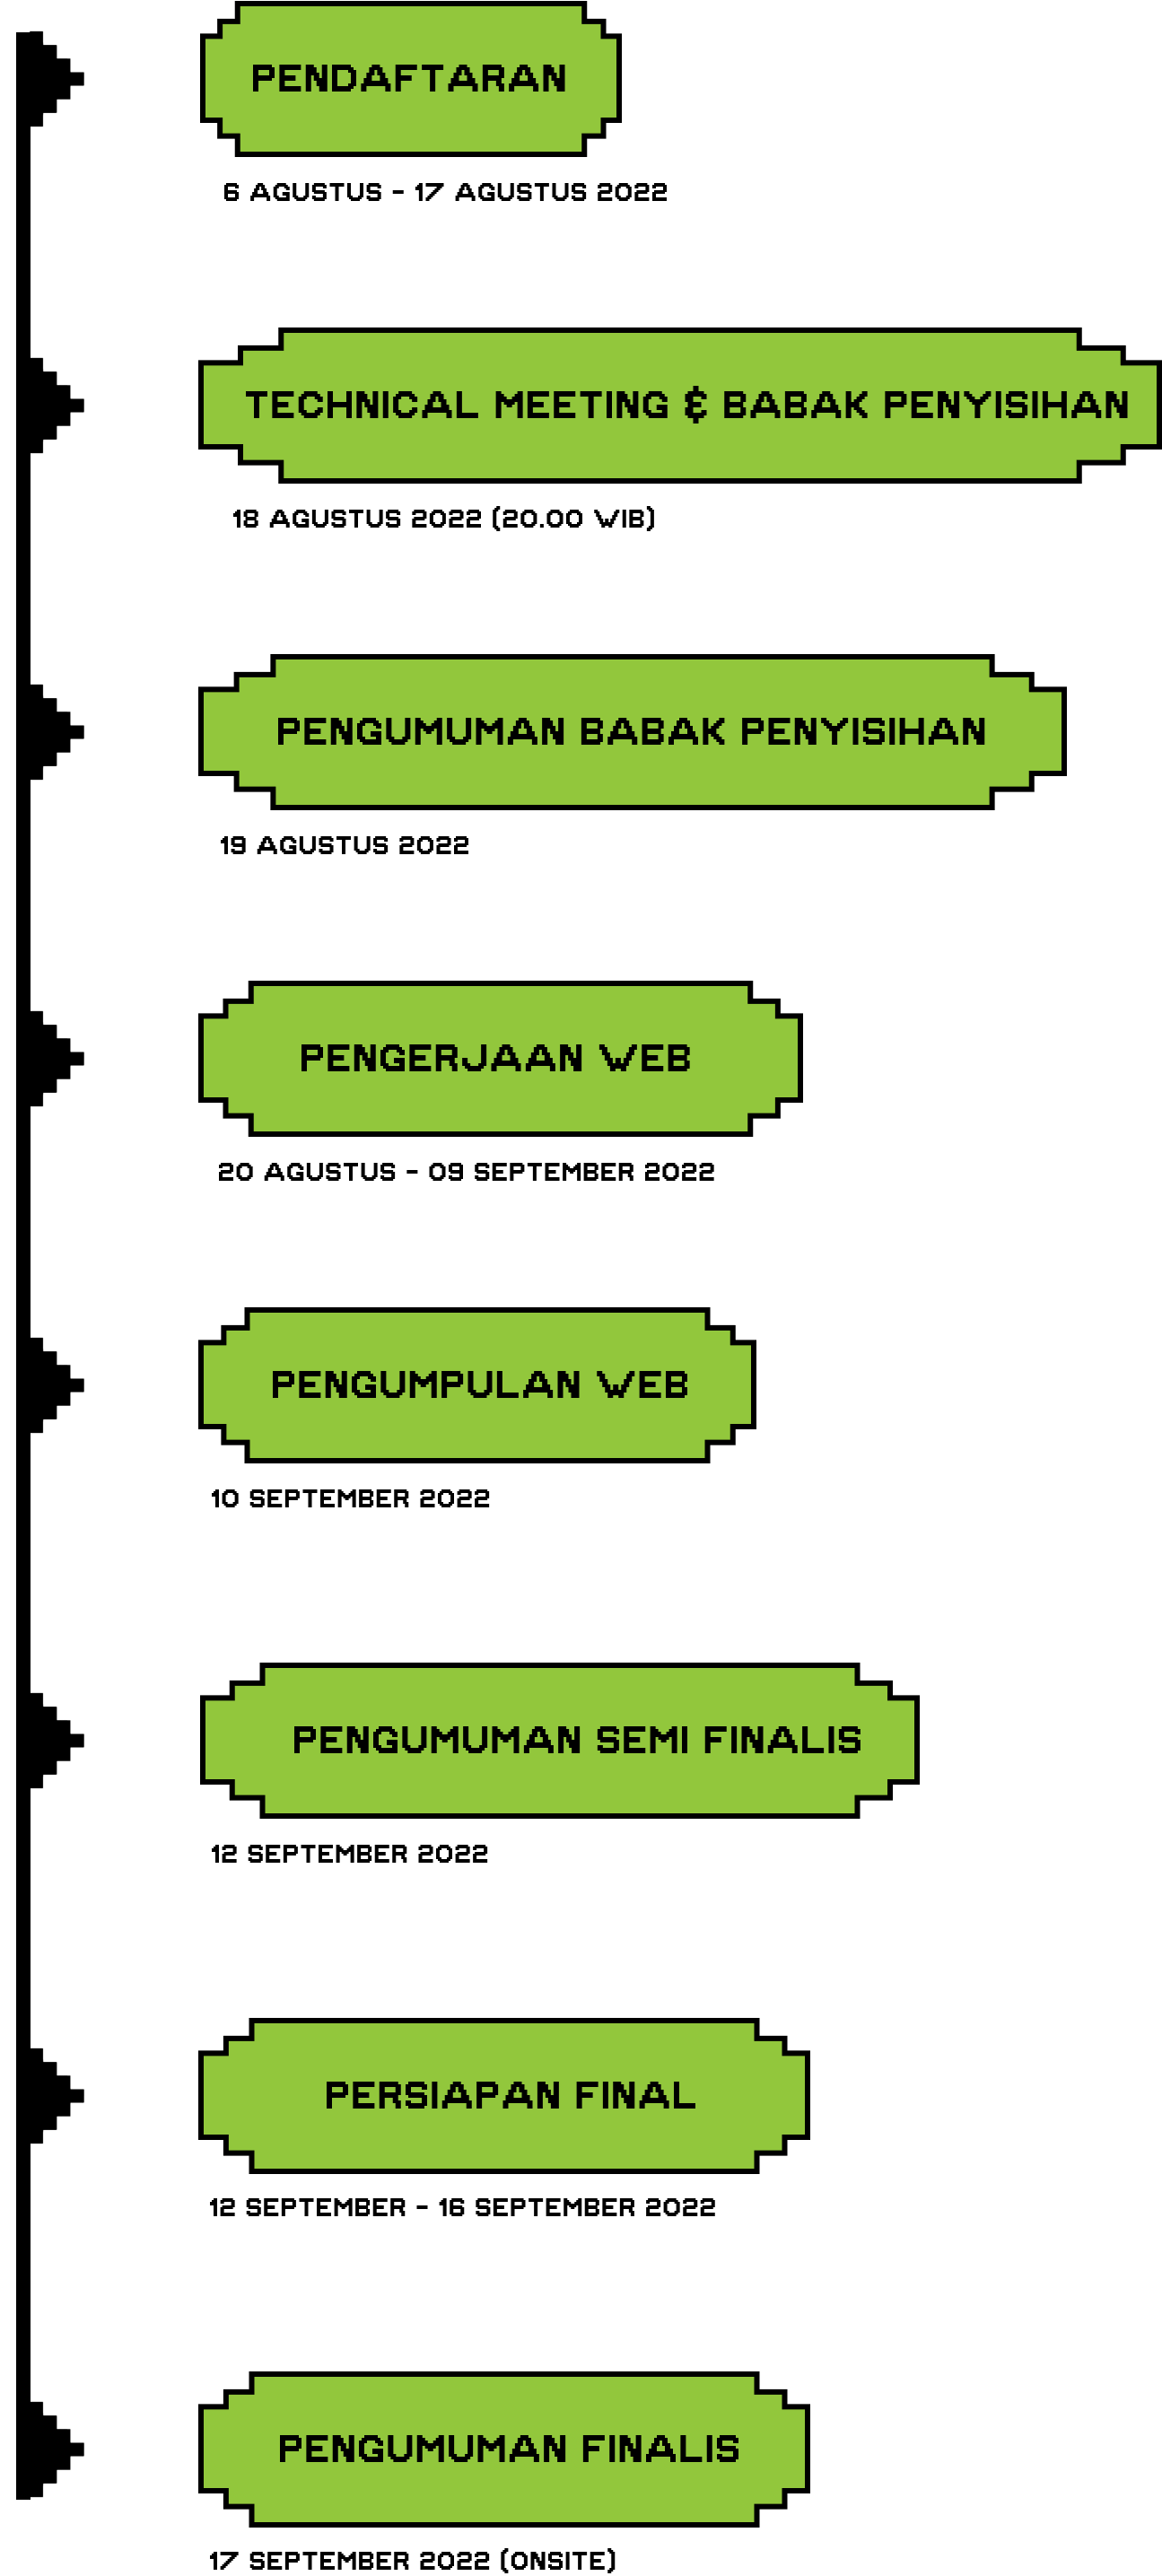 PENDAFTARAN
6 AGUSTUS - 17 AGUSTUS 2022
TECHNICAL MEETING & BABAK PENYISIHAN
18 AGUSTUS 2022 (20.00 WIB)
PENGUMUMAN BABAK PENYISIHAN
19 AGUSTUS 2022
PENGERJAAN WEB
20 AGUSTUS - 09 SEPTEMBER 2022
PENGUMPULAN WEB
10 SEPTEMBER 2022
PENGUMUMAN SEMI FINALIS
12 SEPTEMBER 2022
PERSIAPAN FINAL
12 SEPTEMBER - 16 SEPTEMBER 2022
PENGUMUMAN FINALIS
17 SEPTEMBER 2022 (ONSITE)